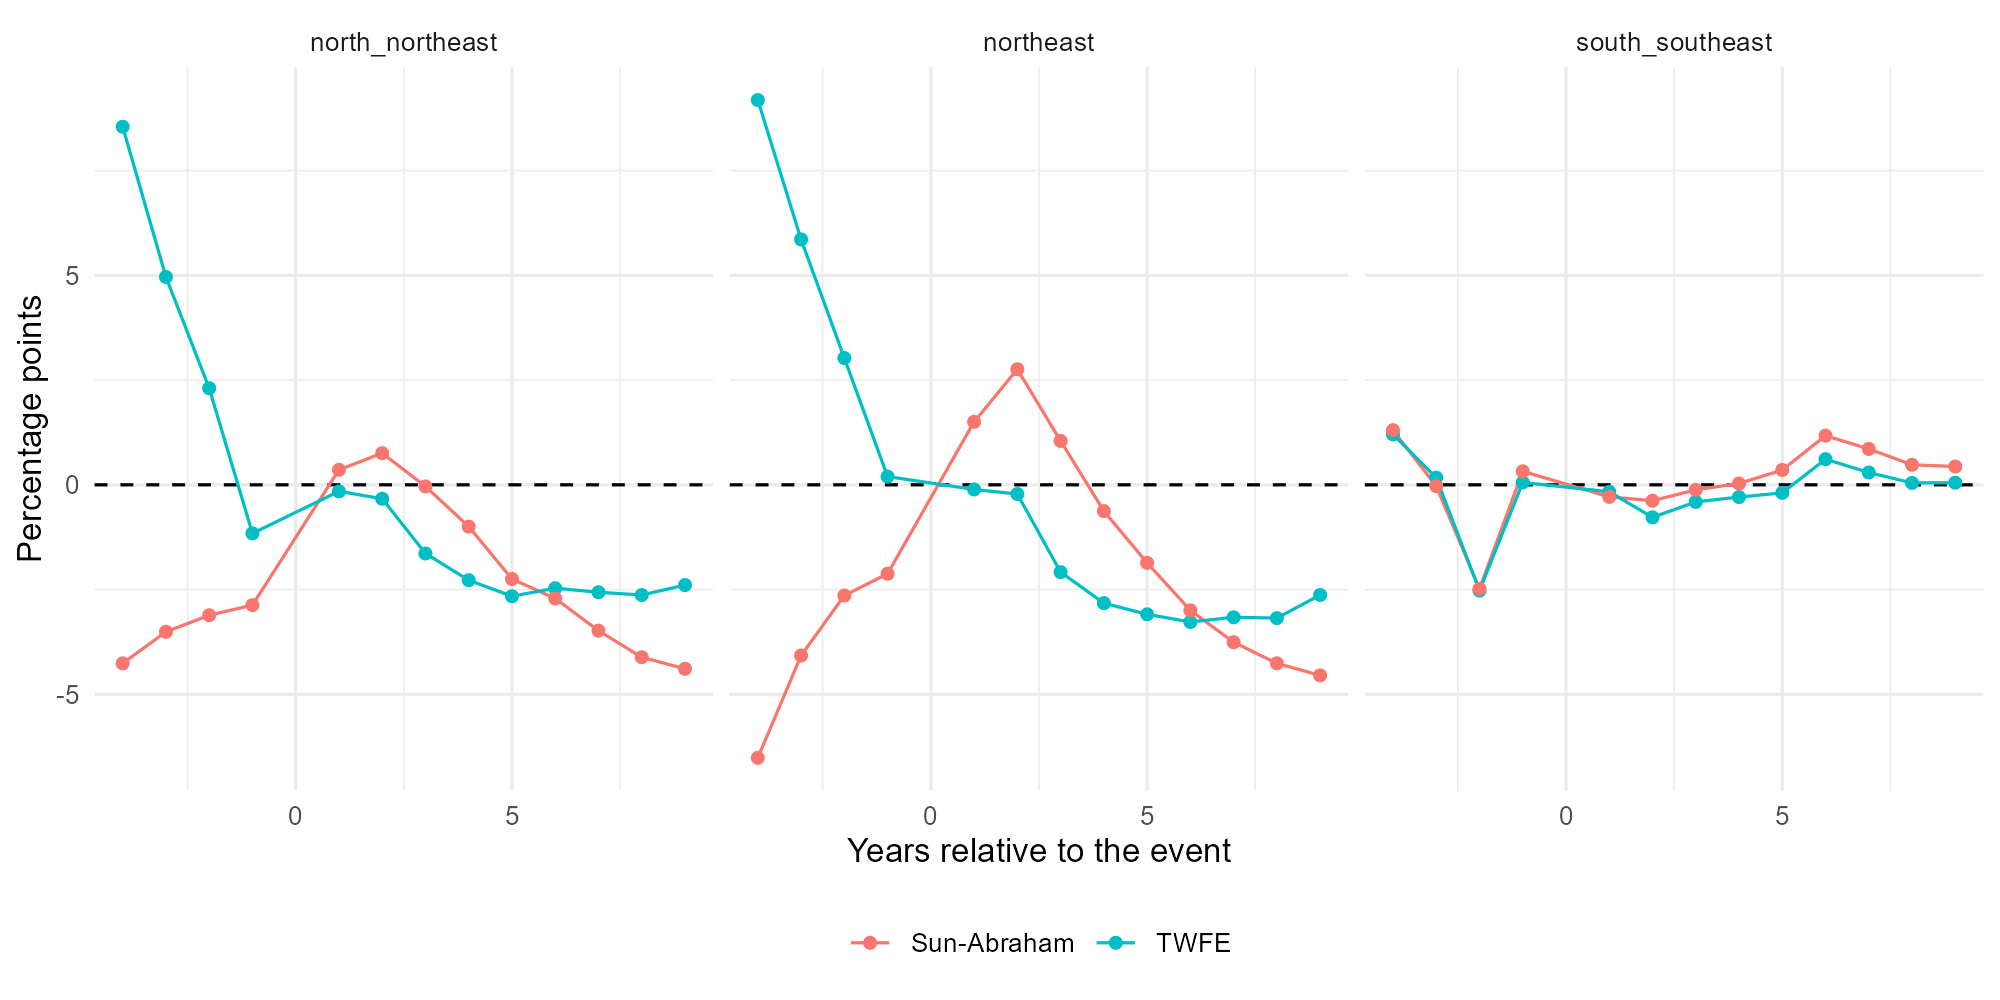 north_northeast
northeast
south_southeast
Percentage points
5
0
-5
0
5
0
5
0
5
Years relative to the event
Sun-Abraham
TWFE